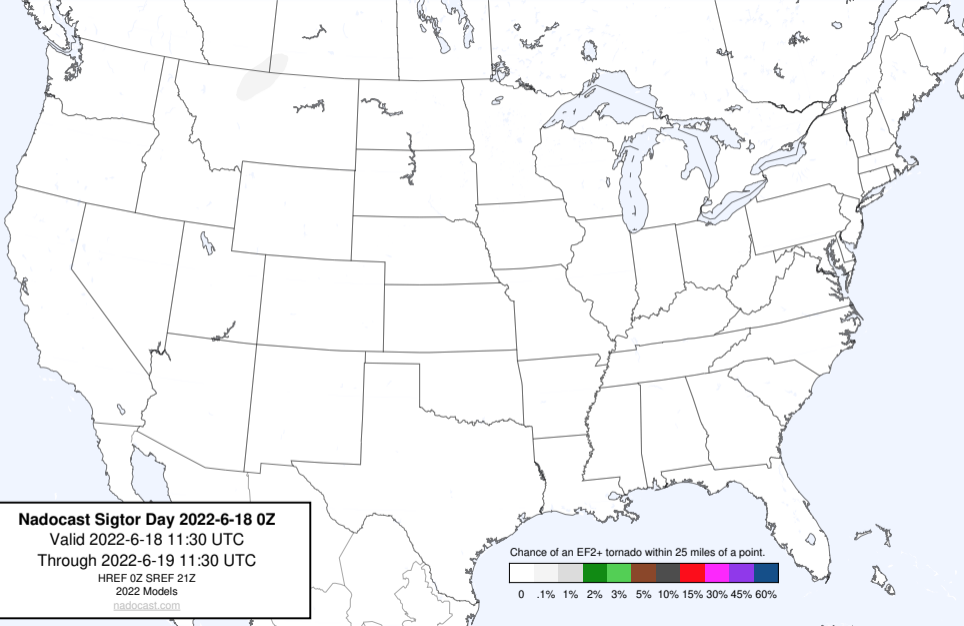 Nadocast Sigtor Day 2022-6-18 0Z
Valid 2022-6-18 11:30 UTC
Through 2022-6-19 11:30 UTC
HREF 0Z SREF 21Z
2022 Models
nadocast.com
Chance of an EF2+ tornado within 25 miles of a point.
0 .1% 1% 2% 3% 5% 10% 15% 30% 45% 60%